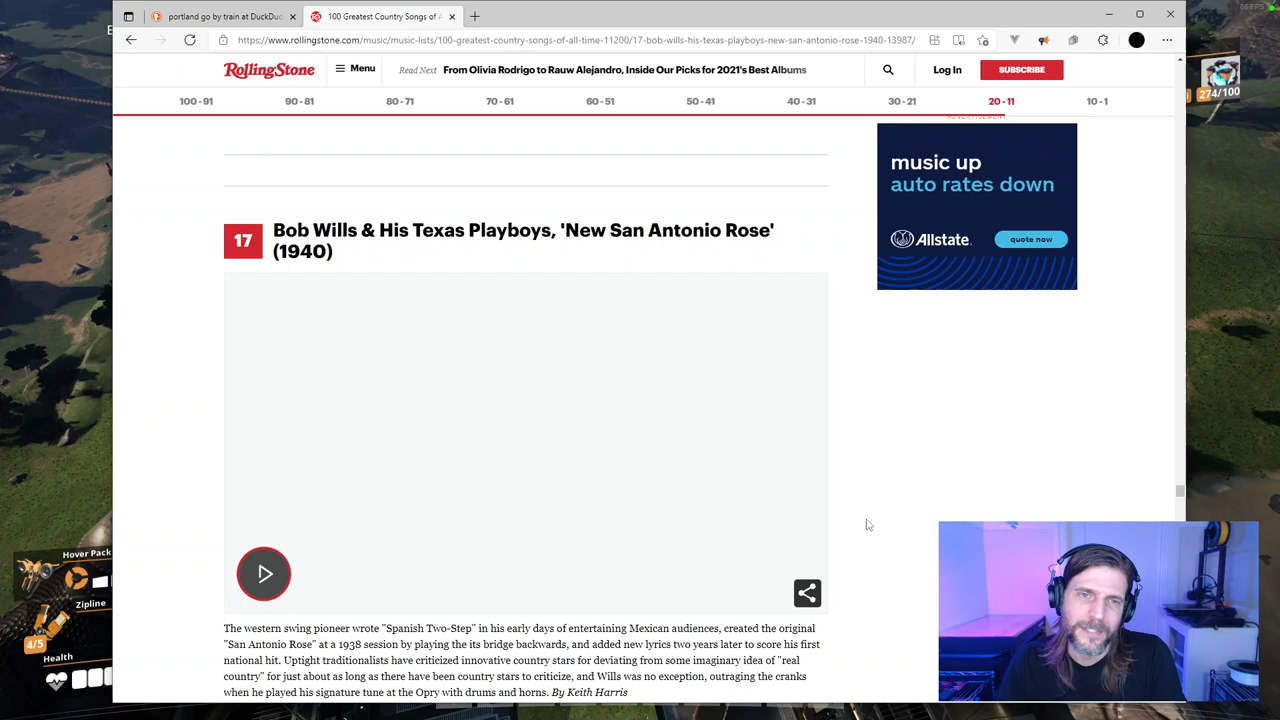 portland go by train at DuckDuc
100 Greatest Country Songs of A
https://www.rollingstone.com/music/music-lists/100-greatest-country-songs-of-all-time-11200/17-bob-wills-his-texas-playboys-new-san-antonio-rose-1940-13987/
RollingStone
Menu
Read Next From Olivia Rodrigo to Rauw Alejandro, Inside Our Picks for 2021's Best Albums
Log In
SUBSCRIBE
274/100
100 - 91
90 - 81
80 - 71
70 - 61
60 - 51
50 - 41
40 - 31
30 - 21
20 - 11
10 - 1
ADVERTISEMENT
music up
auto rates down
Allstate.
quote now
17
Bob Wills & His Texas Playboys, 'New San Antonio Rose'
(1940)
The western swing pioneer wrote "Spanish Two-Step" in his early days of entertaining Mexican audiences, created the original
"San Antonio Rose" at a 1938 session by playing the its bridge backwards, and added new lyrics two years later to score his first
national hit. Uptight traditionalists have criticized innovative country stars for deviating from some imaginary idea of "real
country" for just about as long as there have been country stars to criticize, and Wills was no exception, outraging the cranks
when he played his signature tune at the Opry with drums and horns. By Keith Harris
Hover Pack
Zipline
4/5
Health